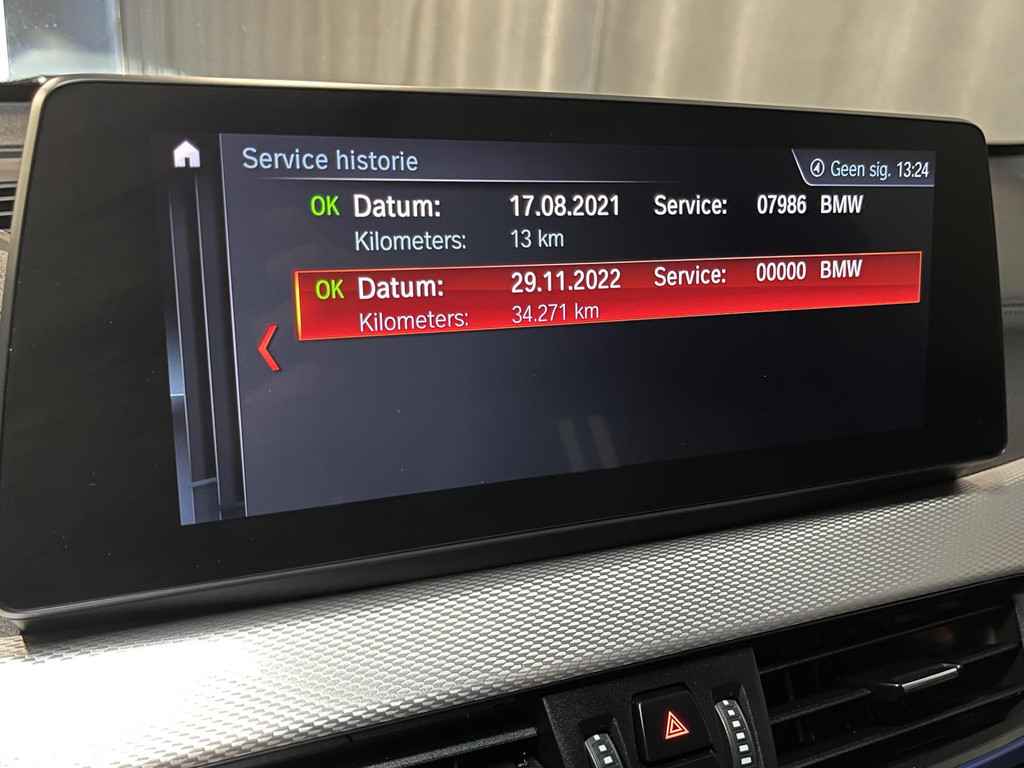 Service historie
Geen sig. 13:24
OK Datum: 17.08.2021 Service: 07986 BMW
Kilometers: 13 km
OK Datum: 29.11.2022 Service: 00000 BMW
Kilometers: 34.271 km